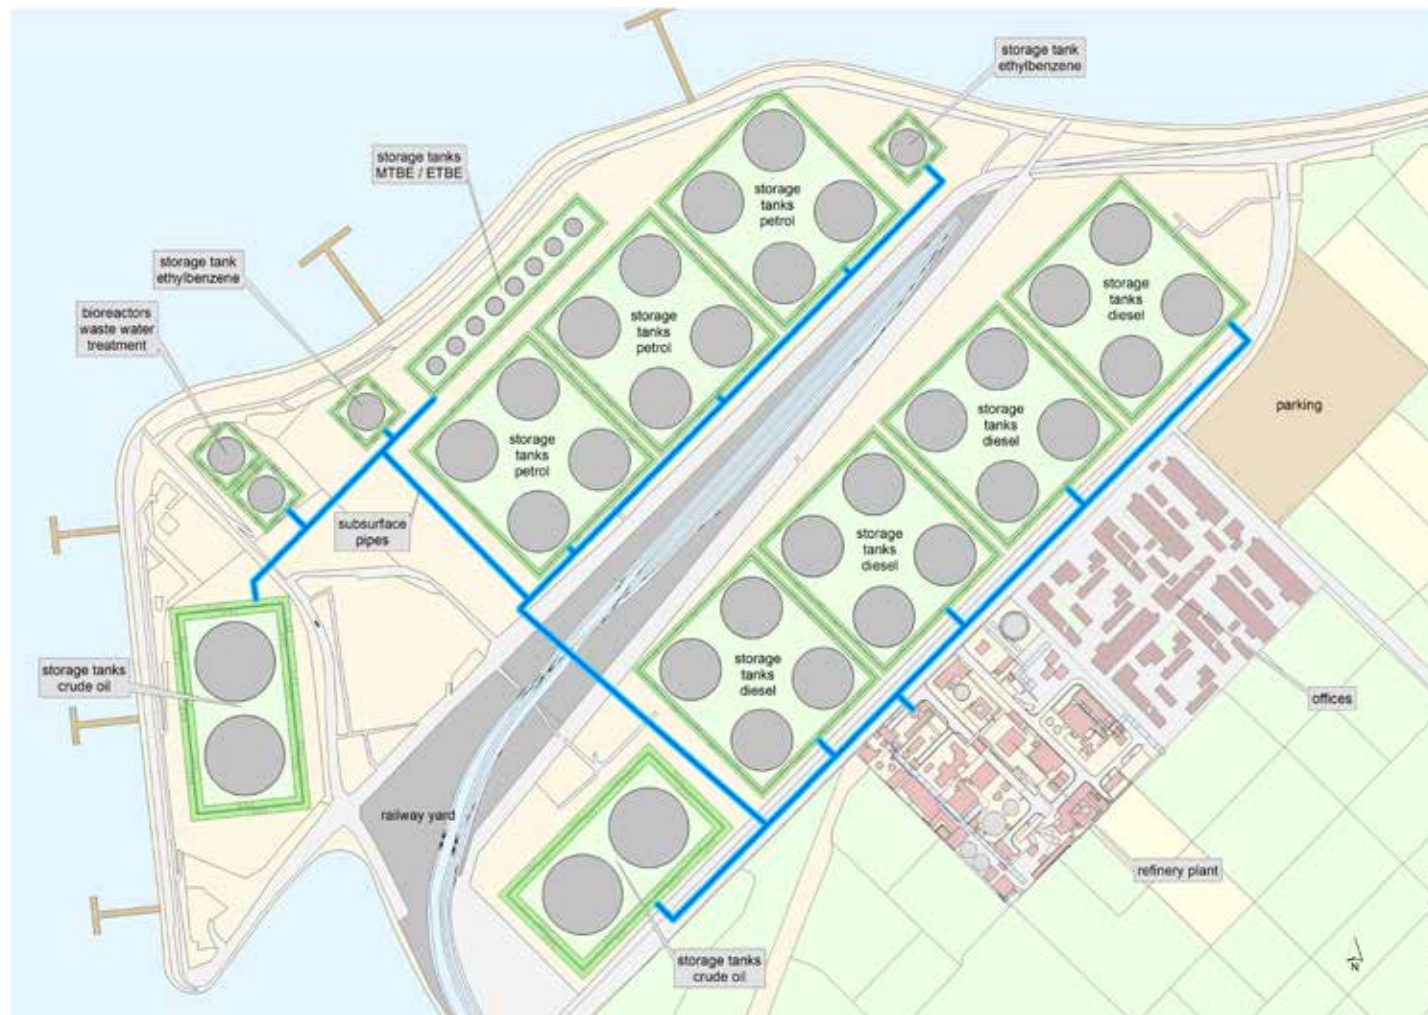 storage tank
ethylbenzene
storage tanks
MTBE / ETBE
storage
tanks
petrol
storage tank
ethylbenzene
storage
tanks
diesel
bioreactors
waste water
treatment
storage
tanks
petrol
storage
tanks
diesel
parking
storage
tanks
petrol
subsurface
pipes
storage
tanks
diesel
storage tanks
crude oil
storage
tanks
diesel
offices
railway yard
refinery plant
storage tanks
crude oil
N